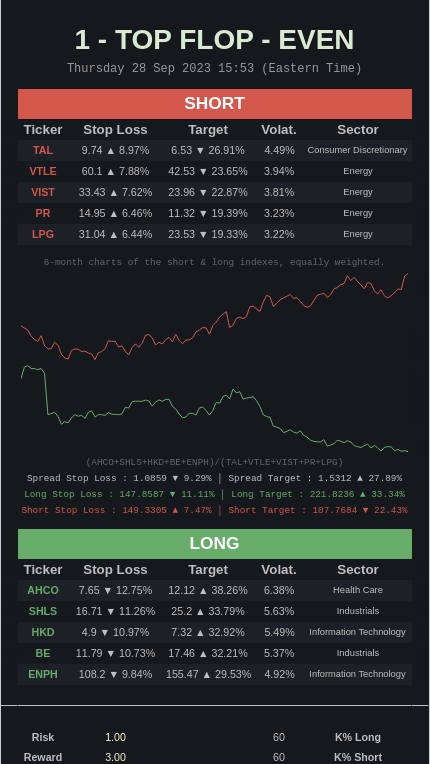 1 - TOP FLOP - EVEN
Thursday 28 Sep 2023 15:53 (Eastern Time)
SHORT
Ticker Stop Loss Target Volat. Sector
TAL 9.74 ▲ 8.97% 6.53 ▼ 26.91% 4.49% Consumer Discretionary
VTLE 60.1 ▲ 7.88% 42.53 ▼ 23.65% 3.94% Energy
VIST 33.43 ▲ 7.62% 23.96 ▼ 22.87% 3.81% Energy
PR 14.95 ▲ 6.46% 11.32 ▼ 19.39% 3.23% Energy
LPG 31.04 ▲ 6.44% 23.53 ▼ 19.33% 3.22% Energy
6-month charts of the short & long indexes, equally weighted.
(AHCO+SHLS+HKD+BE+ENPH)/(TAL+VTLE+VIST+PR+LPG)
Spread Stop Loss : 1.0859 ▼ 9.29% | Spread Target : 1.5312 ▲ 27.89%
Long Stop Loss : 147.8587 ▼ 11.11% | Long Target : 221.8236 ▲ 33.34%
Short Stop Loss : 149.3305 ▲ 7.47% | Short Target : 107.7684 ▼ 22.43%
LONG
Ticker Stop Loss Target Volat. Sector
AHCO 7.65 ▼ 12.75% 12.12 ▲ 38.26% 6.38% Health Care
SHLS 16.71 ▼ 11.26% 25.2 ▲ 33.79% 5.63% Industrials
HKD 4.9 ▼ 10.97% 7.32 ▲ 32.92% 5.49% Information Technology
BE 11.79 ▼ 10.73% 17.46 ▲ 32.21% 5.37% Industrials
ENPH 108.2 ▼ 9.84% 155.47 ▲ 29.53% 4.92% Information Technology
Risk 1.00 60 K% Long
Reward 3.00 60 K% Short